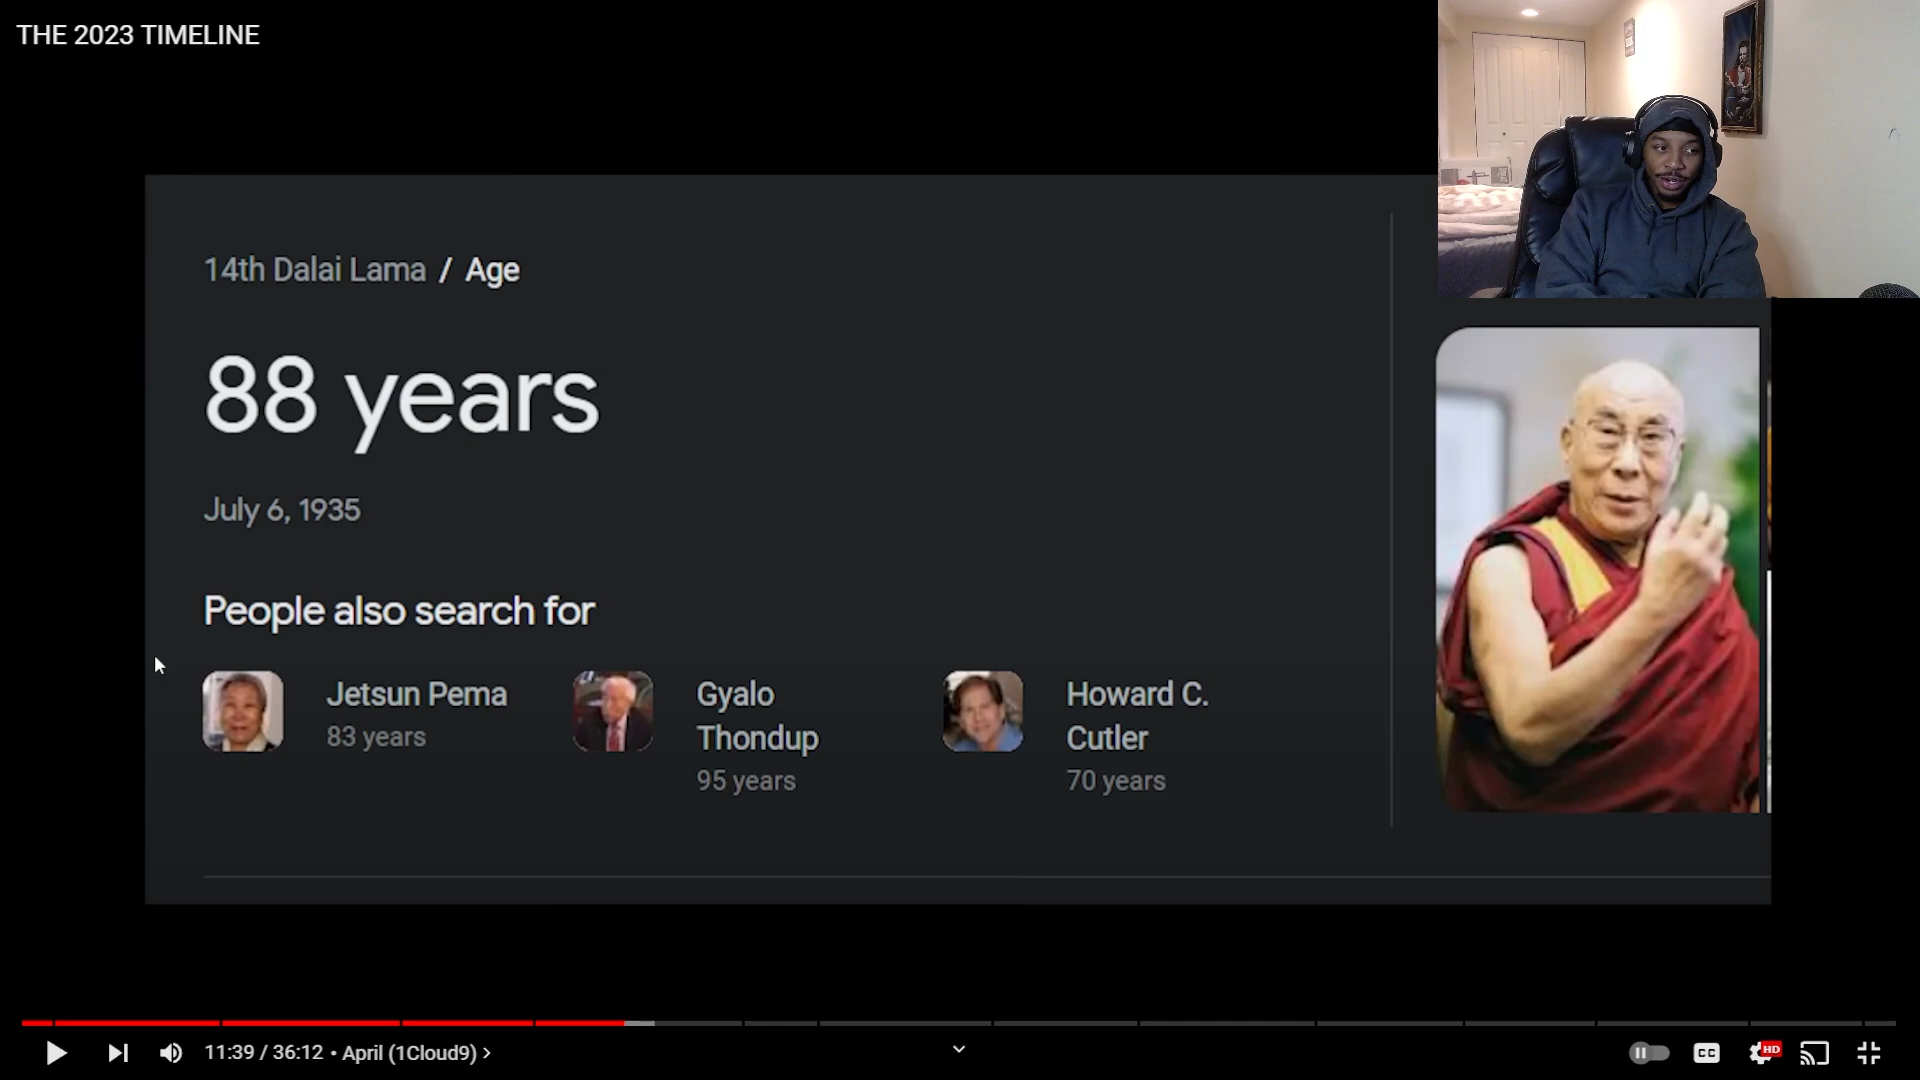 THE 2023 TIMELINE
14th Dalai Lama / Age
88 years
July 6, 1935
People also search for
Jetsun Pema
83 years
Gyalo
Thondup
95 years
Howard C.
Cutler
70 years
11:39 / 36:12 • April (1Cloud9) >
CC
HD